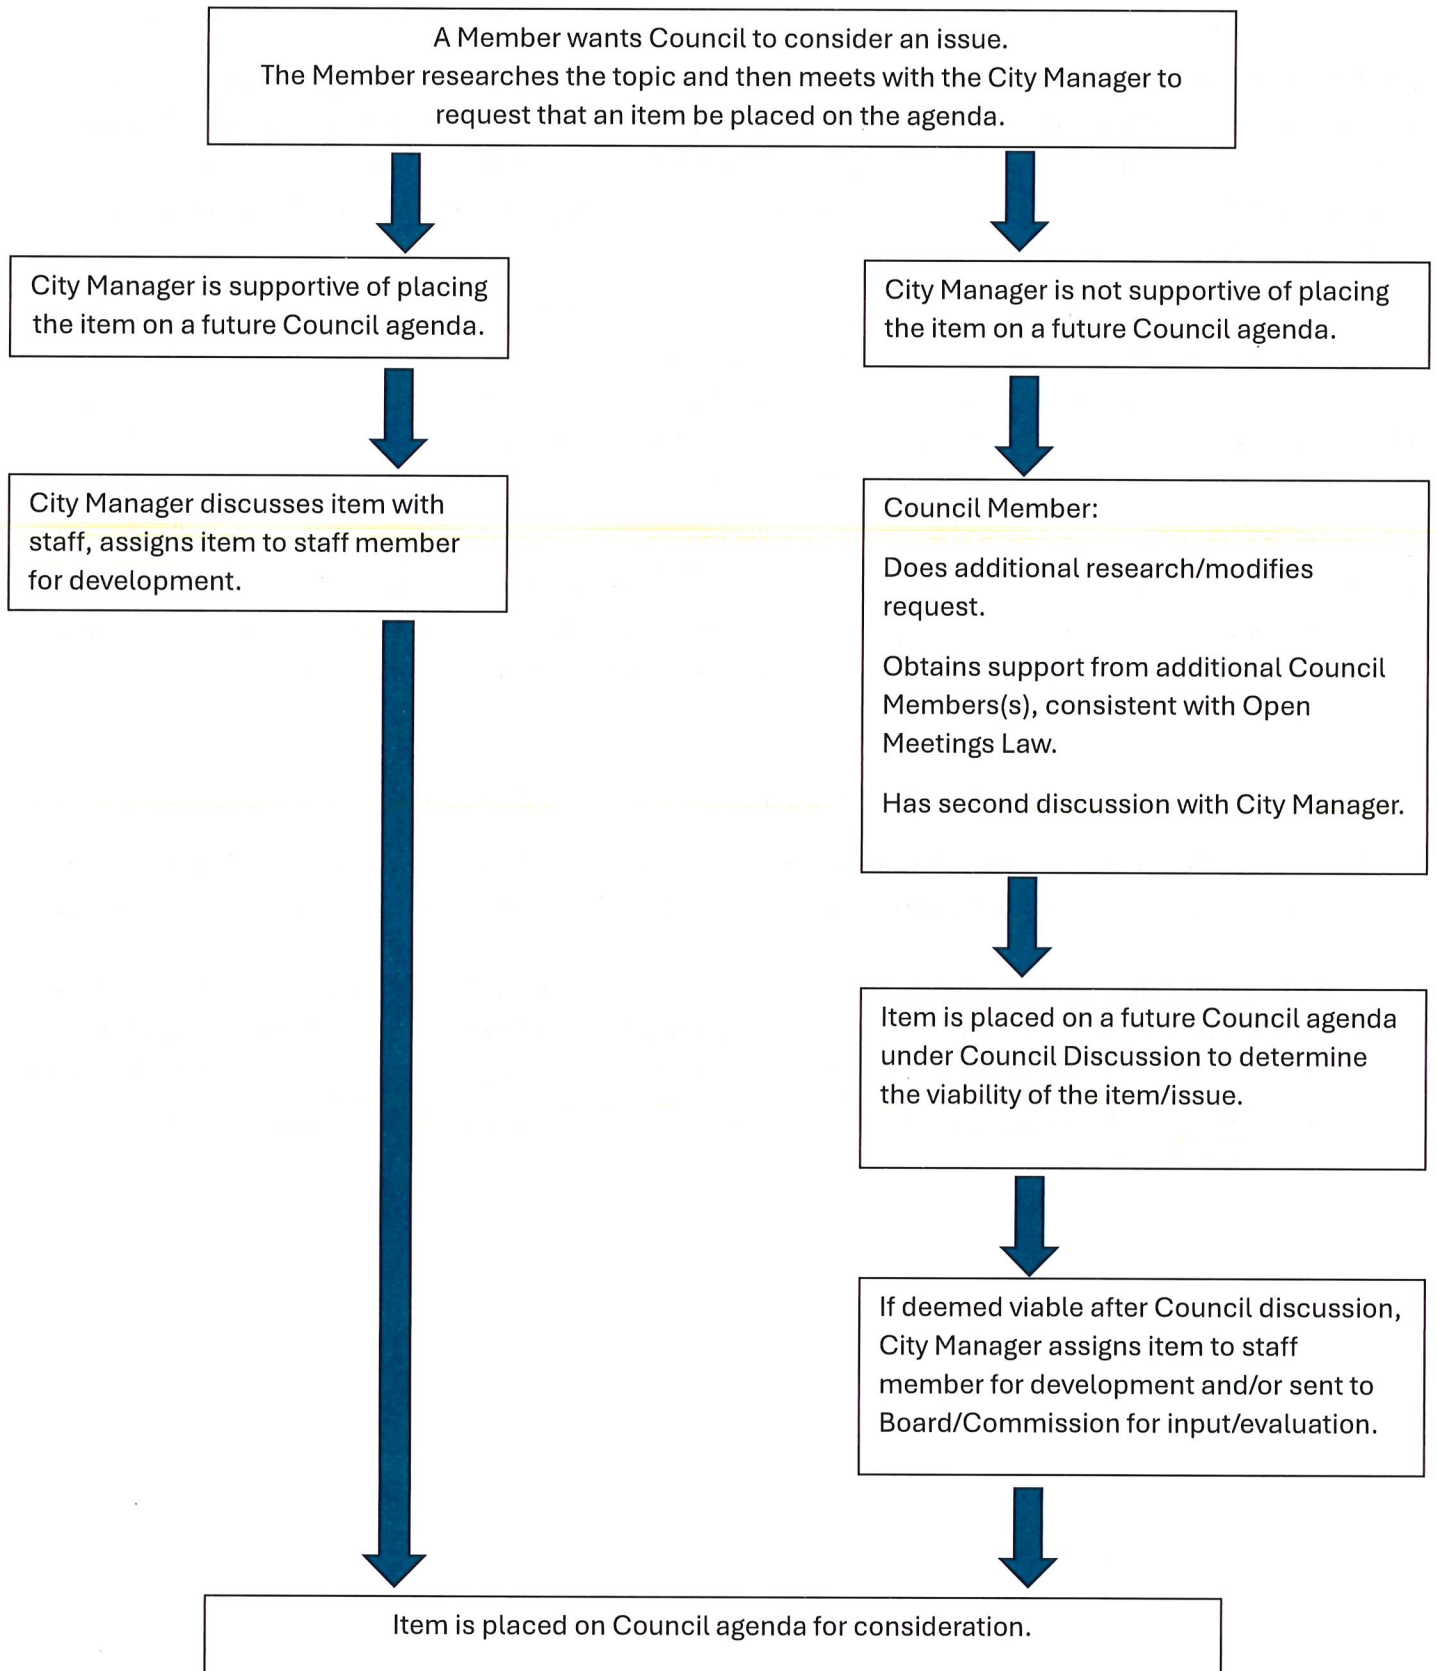 A Member wants Council to consider an issue.
The Member researches the topic and then meets with the City Manager to
request that an item be placed on the agenda.
City Manager is supportive of placing
the item on a future Council agenda.
City Manager is not supportive of placing
the item on a future Council agenda.
City Manager discusses item with
staff, assigns item to staff member
for development.
Council Member:
Does additional research/modifies
request.
Obtains support from additional Council
Members(s), consistent with Open
Meetings Law.
Has second discussion with City Manager.
Item is placed on a future Council agenda
under Council Discussion to determine
the viability of the item/issue.
If deemed viable after Council discussion,
City Manager assigns item to staff
member for development and/or sent to
Board/Commission for input/evaluation.
Item is placed on Council agenda for consideration.